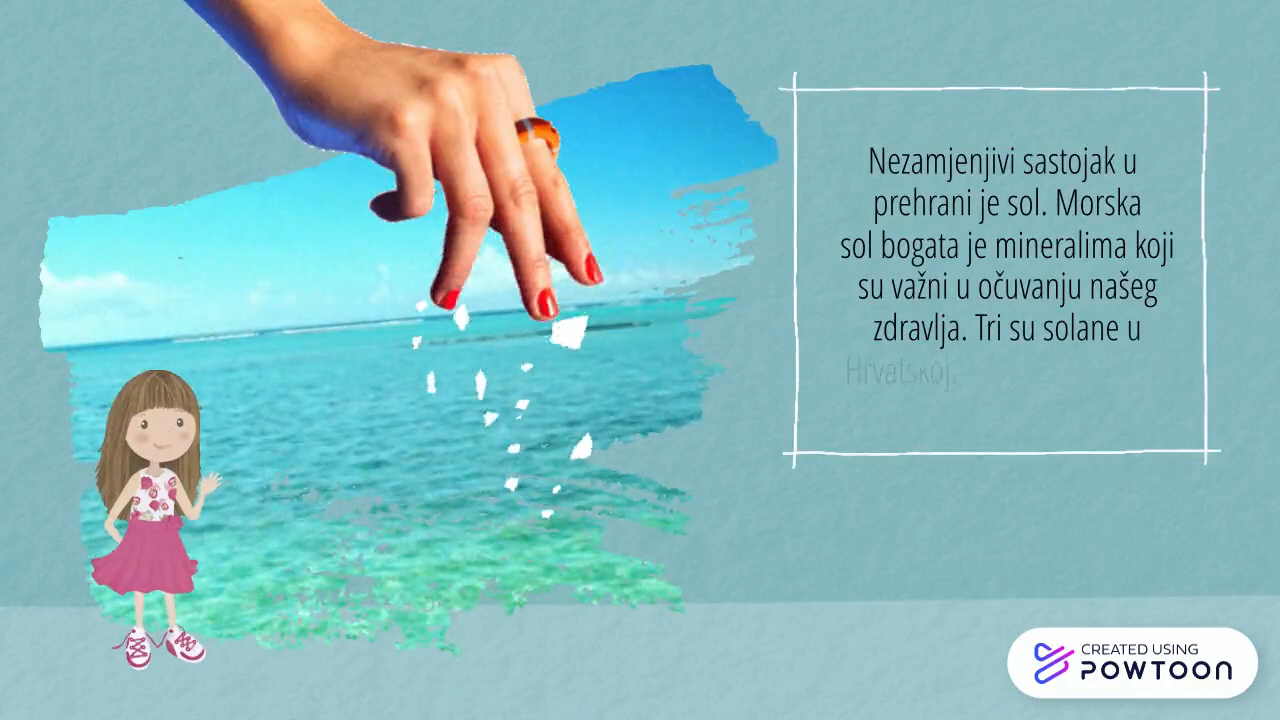 Nezamjenjivi sastojak u
prehrani je sol. Morska
sol bogata je mineralima koji
su važni u očuvanju našeg
zdravlja. Tri su solane u
Hrvatskoj.
CREATED USING
POWTOON